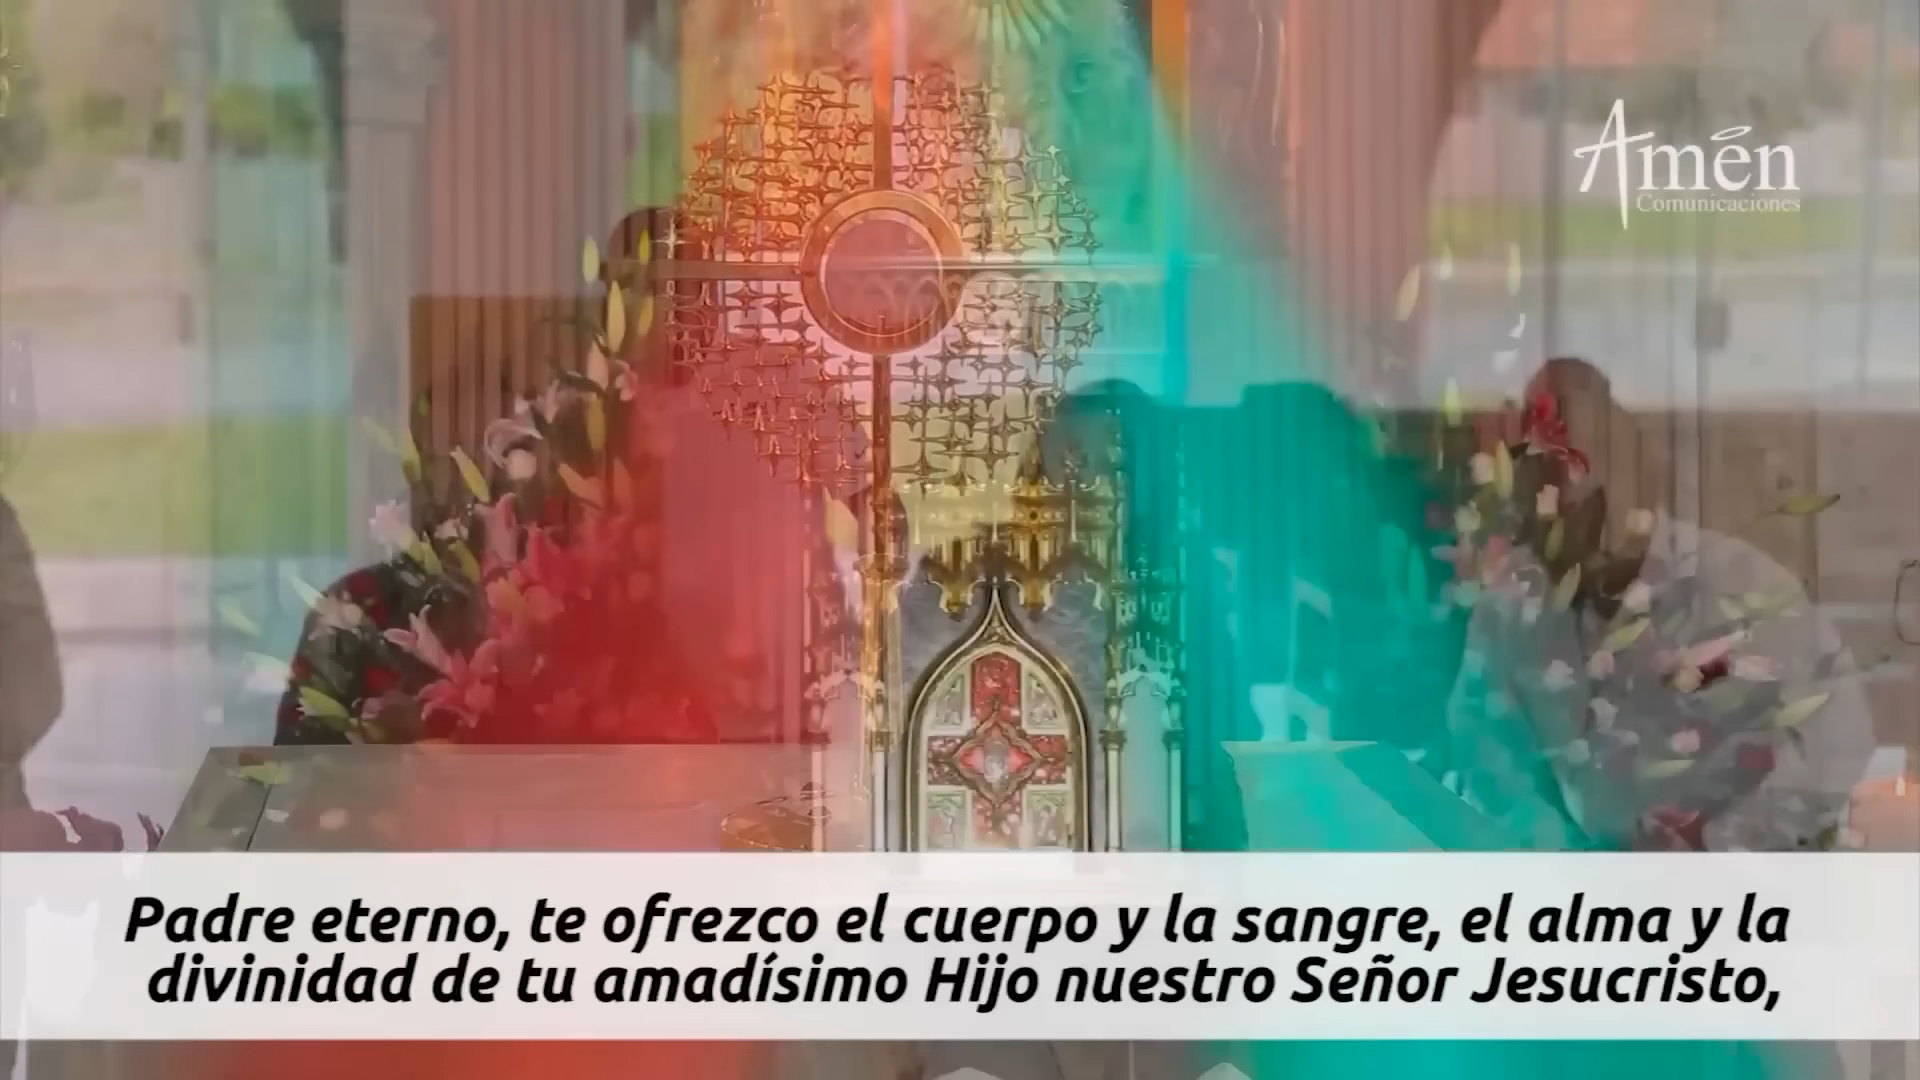 Amén
Comunicaciones
Padre eterno, te ofrezco el cuerpo y la sangre, el alma y la
divinidad de tu amadísimo Hijo nuestro Señor Jesucristo,